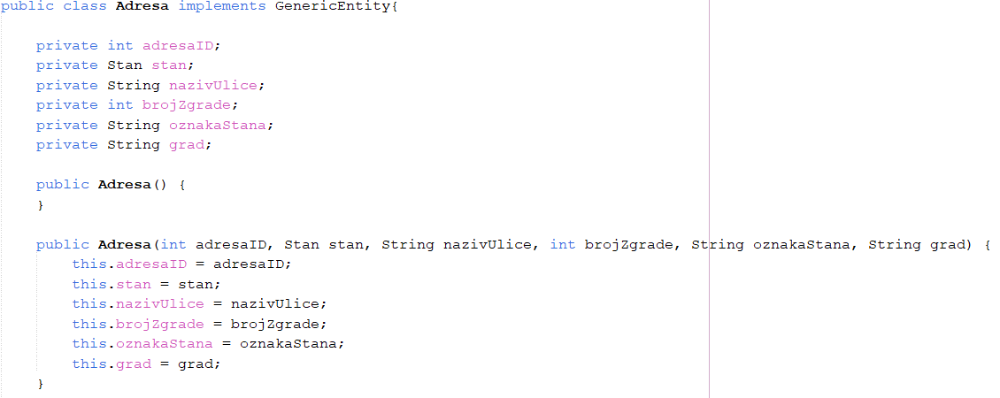 public class Adresa implements GenericEntity{
private int adresaID;
private Stan stan;
private String nazivUlice;
private int brojZgrade;
private String oznakaStana;
private String grad;
public Adresa() {
}
public Adresa(int adresaID, Stan stan, String nazivUlice, int brojZgrade, String oznakaStana, String grad) {
this.adresaID = adresaID;
this.stan = stan;
this.nazivUlice = nazivUlice;
this.brojZgrade = brojZgrade;
this.oznakaStana = oznakaStana;
this.grad = grad;
}